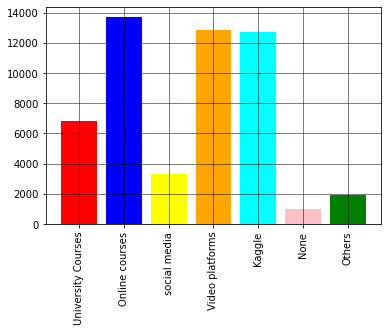 14000
12000
10000
8000
6000
4000
2000
0
University Courses
Online courses
social media
Video platforms
Kaggle
None
Others